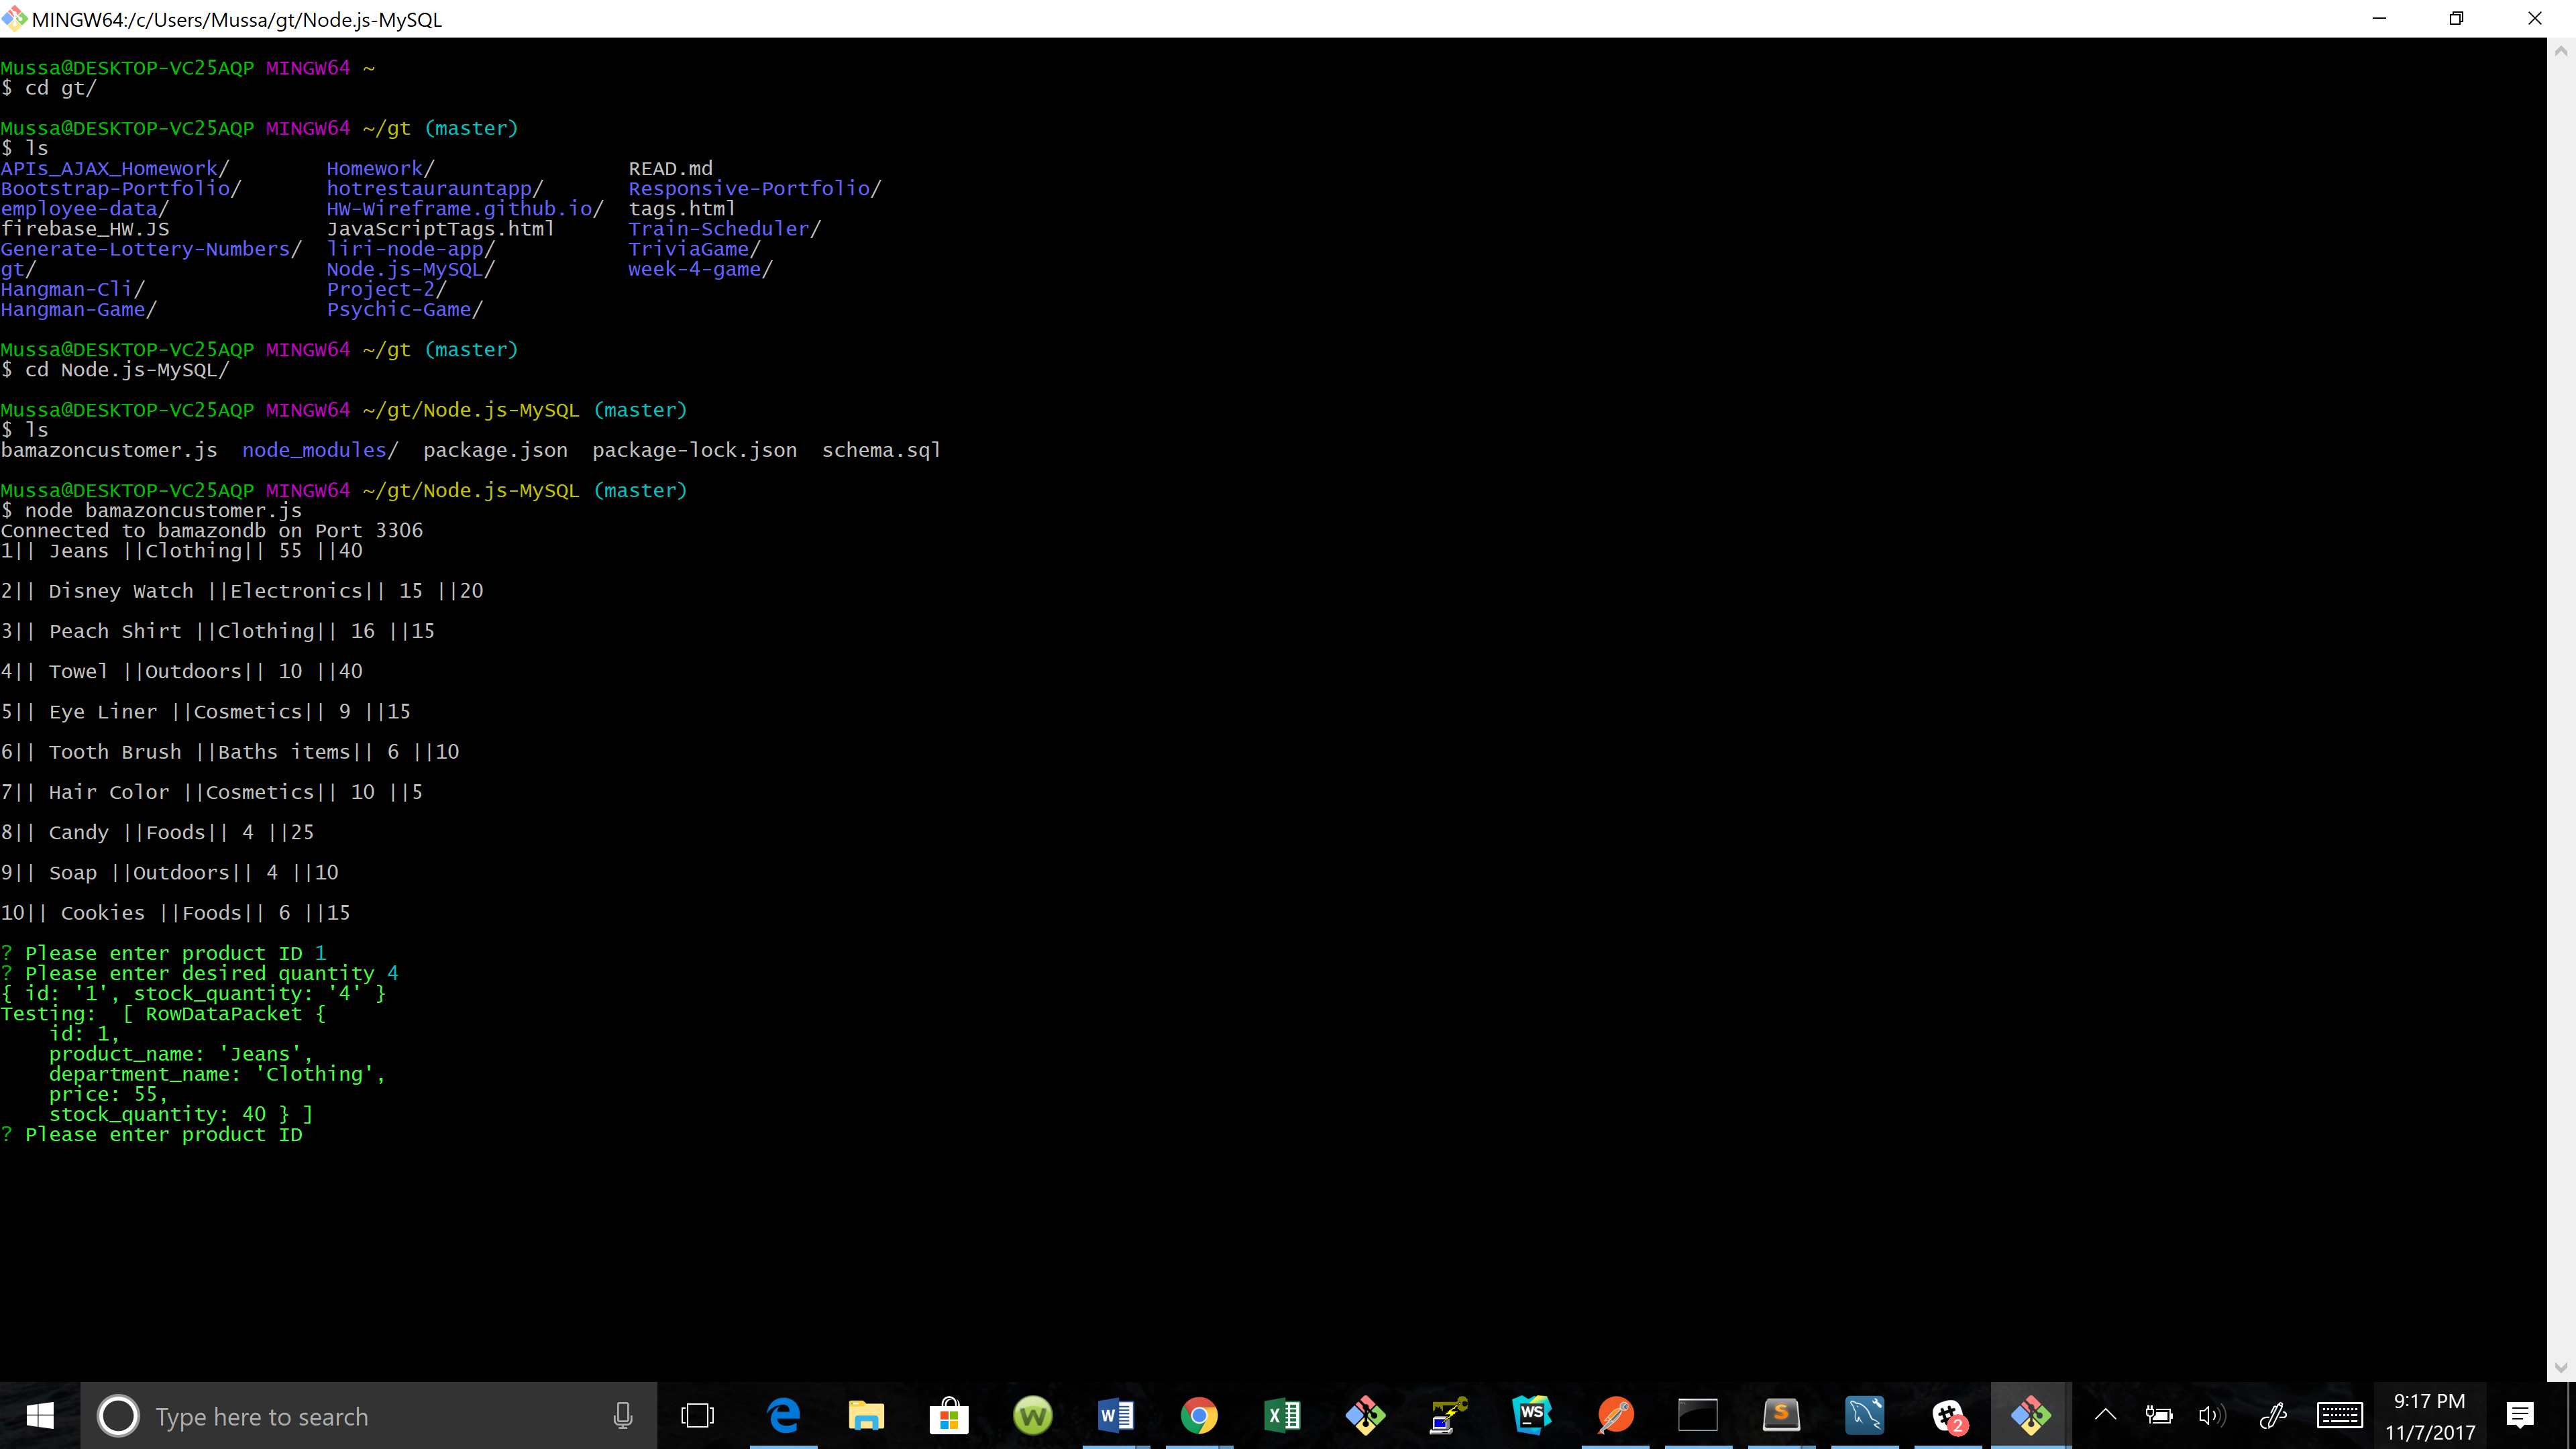 MINGW64:/c/Users/Mussa/gt/Node.js-MySQL
Mussa@DESKTOP-VC25AQP MINGW64 ~
$ cd gt/
Mussa@DESKTOP-VC25AQP MINGW64 ~/gt (master)
$ ls
APIs_AJAX_Homework/ Homework/ READ.md
Bootstrap-Portfolio/ hotrestaurauntapp/ Responsive-Portfolio/
employee-data/ HW-Wireframe.github.io/ tags.html
firebase_HW.JS JavaScriptTags.html Train-Scheduler/
Generate-Lottery-Numbers/ liri-node-app/ TriviaGame/
gt/ Node.js-MySQL/ week-4-game/
Hangman-Cli/ Project-2/
Hangman-Game/ Psychic-Game/
Mussa@DESKTOP-VC25AQP MINGW64 ~/gt (master)
$ cd Node.js-MySQL/
Mussa@DESKTOP-VC25AQP MINGW64 ~/gt/Node.js-MySQL (master)
$ ls
bamazoncustomer.js node_modules/ package.json package-lock.json schema.sql
Mussa@DESKTOP-VC25AQP MINGW64 ~/gt/Node.js-MySQL (master)
$ node bamazoncustomer.js
Connected to bamazondb on Port 3306
1|| Jeans ||Clothing|| 55 ||40
2|| Disney Watch ||Electronics|| 15 ||20
3|| Peach Shirt ||Clothing|| 16 ||15
4|| Towel ||Outdoors|| 10 ||40
5|| Eye Liner ||Cosmetics|| 9 ||15
6|| Tooth Brush ||Baths items|| 6 ||10
7|| Hair Color ||Cosmetics|| 10 ||5
8|| Candy ||Foods|| 4 ||25
9|| Soap ||Outdoors|| 4 ||10
10|| Cookies ||Foods|| 6 ||15
? Please enter product ID 1
? Please enter desired quantity 4
{ id: '1', stock_quantity: '4' }
Testing:  [ RowDataPacket {
    id: 1,
    product_name: 'Jeans',
    department_name: 'Clothing',
    price: 55,
    stock_quantity: 40 } ]
? Please enter product ID
Type here to search
W
W
X
WS
S
2
9:17 PM
11/7/2017